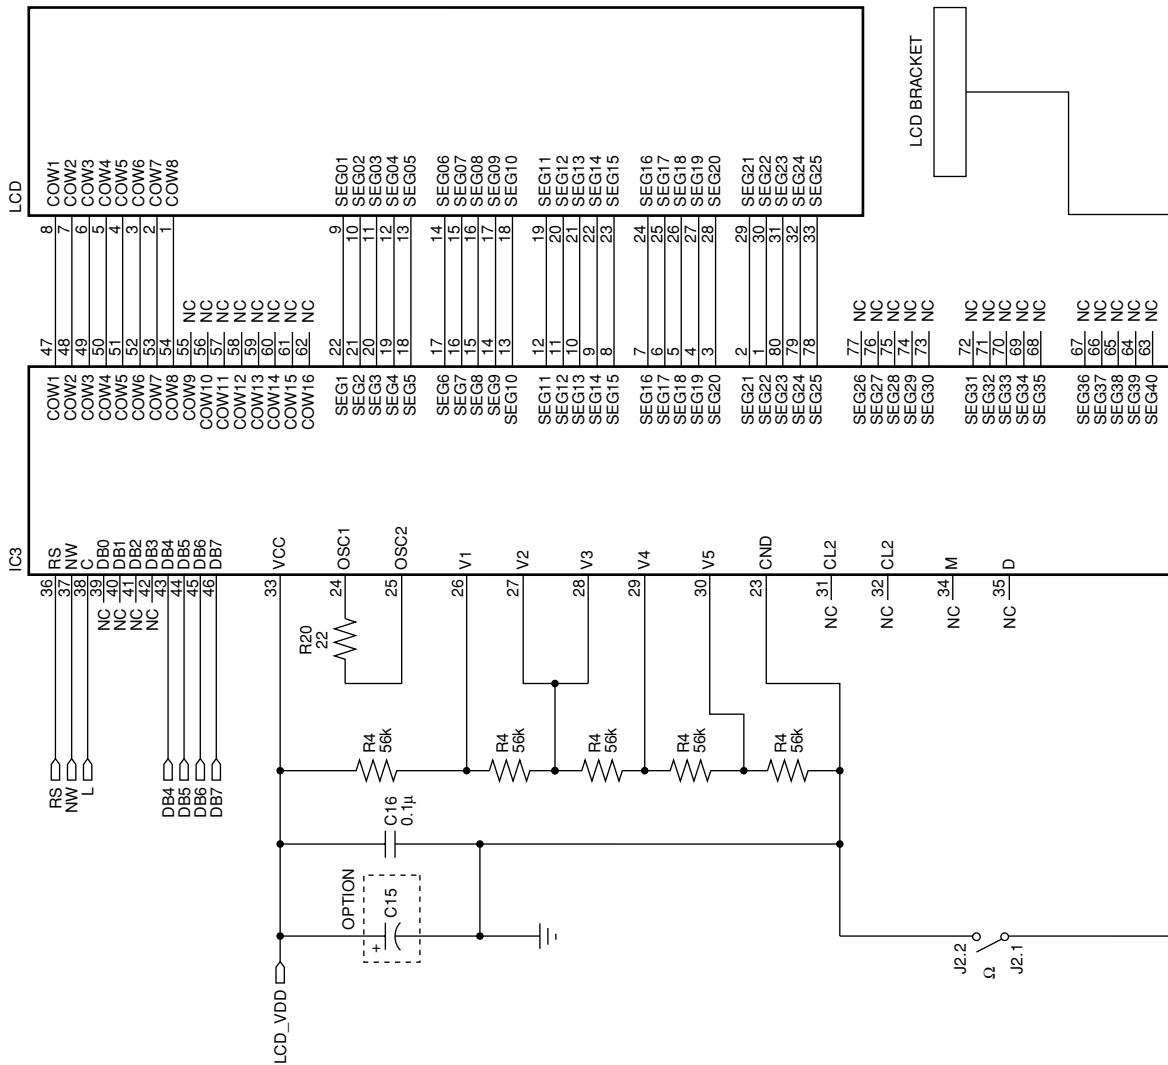 LCD
COW1
COW2
COW3
COW4
COW5
COW6
COW7
COW8
SEG01
SEG02
SEG03
SEG04
SEG05
SEG06
SEG07
SEG08
SEG09
SEG10
SEG11
SEG12
SEG13
SEG14
SEG15
SEG16
SEG17
SEG18
SEG19
SEG20
SEG21
SEG22
SEG23
SEG24
SEG25
LCD BRACKET
8
7
6
5
4
3
2
1
9
10
11
12
13
14
15
16
17
18
19
20
21
22
23
24
25
26
27
28
29
30
31
32
33
47
48
49
50
51
52
53
54
55 NC
56 NC
57 NC
58 NC
59 NC
60 NC
61 NC
62 NC
22
21
20
19
18
17
16
15
14
13
12
11
10
9
8
7
6
5
4
3
2
1
80
79
78
77 NC
76 NC
75 NC
74 NC
73 NC
72 NC
71 NC
70 NC
69 NC
68 NC
67 NC
66 NC
65 NC
64 NC
63 NC
IC3
COW1
COW2
COW3
COW4
COW5
COW6
COW7
COW8
COW9
COW10
COW11
COW12
COW13
COW14
COW15
COW16
SEG1
SEG2
SEG3
SEG4
SEG5
SEG6
SEG7
SEG8
SEG9
SEG10
SEG11
SEG12
SEG13
SEG14
SEG15
SEG16
SEG17
SEG18
SEG19
SEG20
SEG21
SEG22
SEG23
SEG24
SEG25
SEG26
SEG27
SEG28
SEG29
SEG30
SEG31
SEG32
SEG33
SEG34
SEG35
SEG36
SEG37
SEG38
SEG39
SEG40
RS
NW
C
DB0
DB1
DB2
DB3
DB4
DB5
DB6
DB7
VCC
OSC1
OSC2
V1
V2
V3
V4
V5
CND
CL2
CL2
M
D
36
37
38
NC 39
NC 40
NC 41
NC 42
43
44
45
46
33
24
25
26
27
28
29
30
23
NC 31
NC 32
NC 34
NC 35
R20
22
R4
56k
R4
56k
R4
56k
R4
56k
R4
56k
RS
NW
L
DB4
DB5
DB6
DB7
C16
0.1µ
OPTION
+
C15
LCD_VDD
J2.2
Ω
J2.1